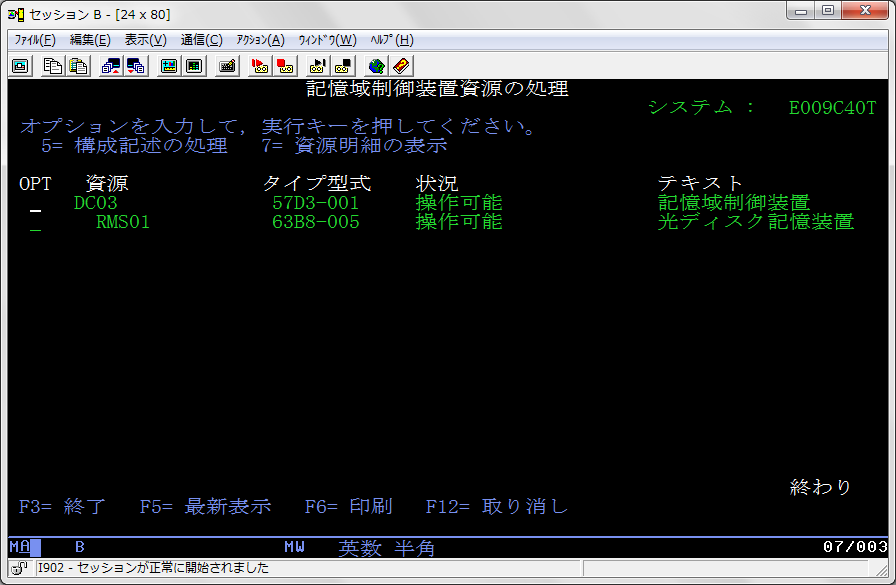 セッション B - [24 x 80]
ﾌｧｲﾙ(F) 編集(E) 表示(V) 通信(C) ｱｸｼｮﾝ(A) ｳｨﾝﾄﾞｳ(W) ﾍﾙﾌﾟ(H)
記憶域制御装置資源の処理
システム : E009C40T
オプションを入力して, 実行キーを押してください。
5= 構成記述の処理 7= 資源明細の表示
OPT 資源 タイプ型式 状況 テキスト
_ DC03 57D3-001 操作可能 記憶域制御装置
_ RMS01 63B8-005 操作可能 光ディスク記憶装置
終わり
F3= 終了 F5= 最新表示 F6= 印刷 F12= 取り消し
MA B MW 英数 半角 07/003
I902 - セッションが正常に開始されました